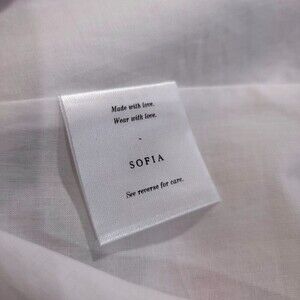 Made with love.
Wear with love.
SOFIA
See reverse for care.